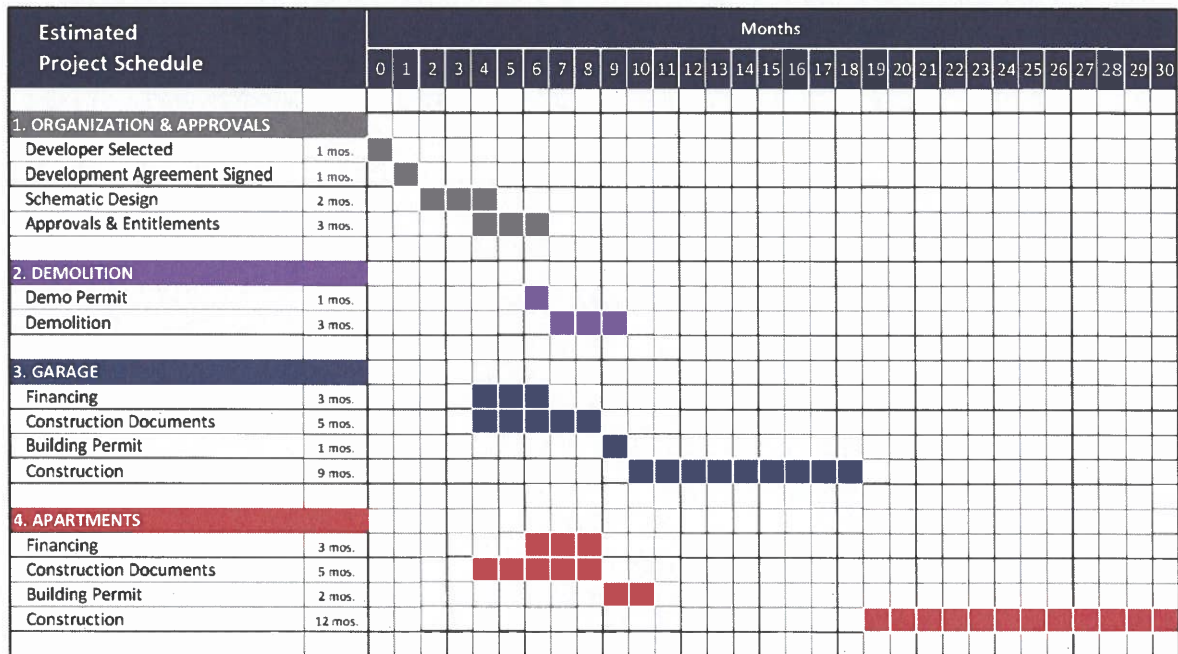 Estimated
Project Schedule
Months
0 1 2 3 4 5 6 7 8 9 10 11 12 13 14 15 16 17 18 19 20 21 22 23 24 25 26 27 28 29 30
1. ORGANIZATION & APPROVALS
Developer Selected 1 mos.
Development Agreement Signed 1 mos.
Schematic Design 2 mos.
Approvals & Entitlements 3 mos.
2. DEMOLITION
Demo Permit 1 mos.
Demolition 3 mos.
3. GARAGE
Financing 3 mos.
Construction Documents 5 mos.
Building Permit 1 mos.
Construction 9 mos.
4. APARTMENTS
Financing 3 mos.
Construction Documents 5 mos.
Building Permit 2 mos.
Construction 12 mos.